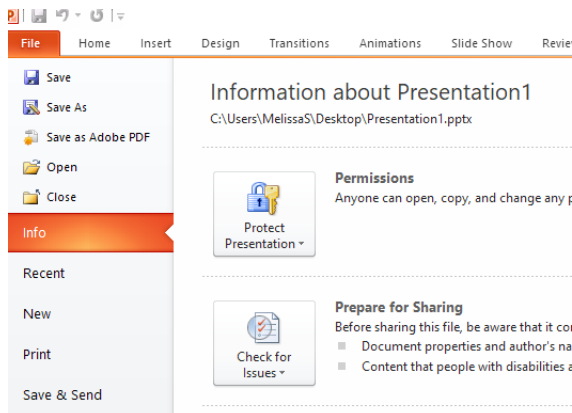 P
File Home Insert Design Transitions Animations Slide Show
Save
Save As
Save as Adobe PDF
Open
Close
Info
Recent
New
Print
Save & Send
Information about Presentation1
C:\Users\MelissaS\Desktop\Presentation1.pptx
Protect
Presentation
Permissions
Anyone can open, copy, and change any
Check for
Issues
Prepare for Sharing
Before sharing this file, be aware that it
Document properties and author's
Content that people with disabilities